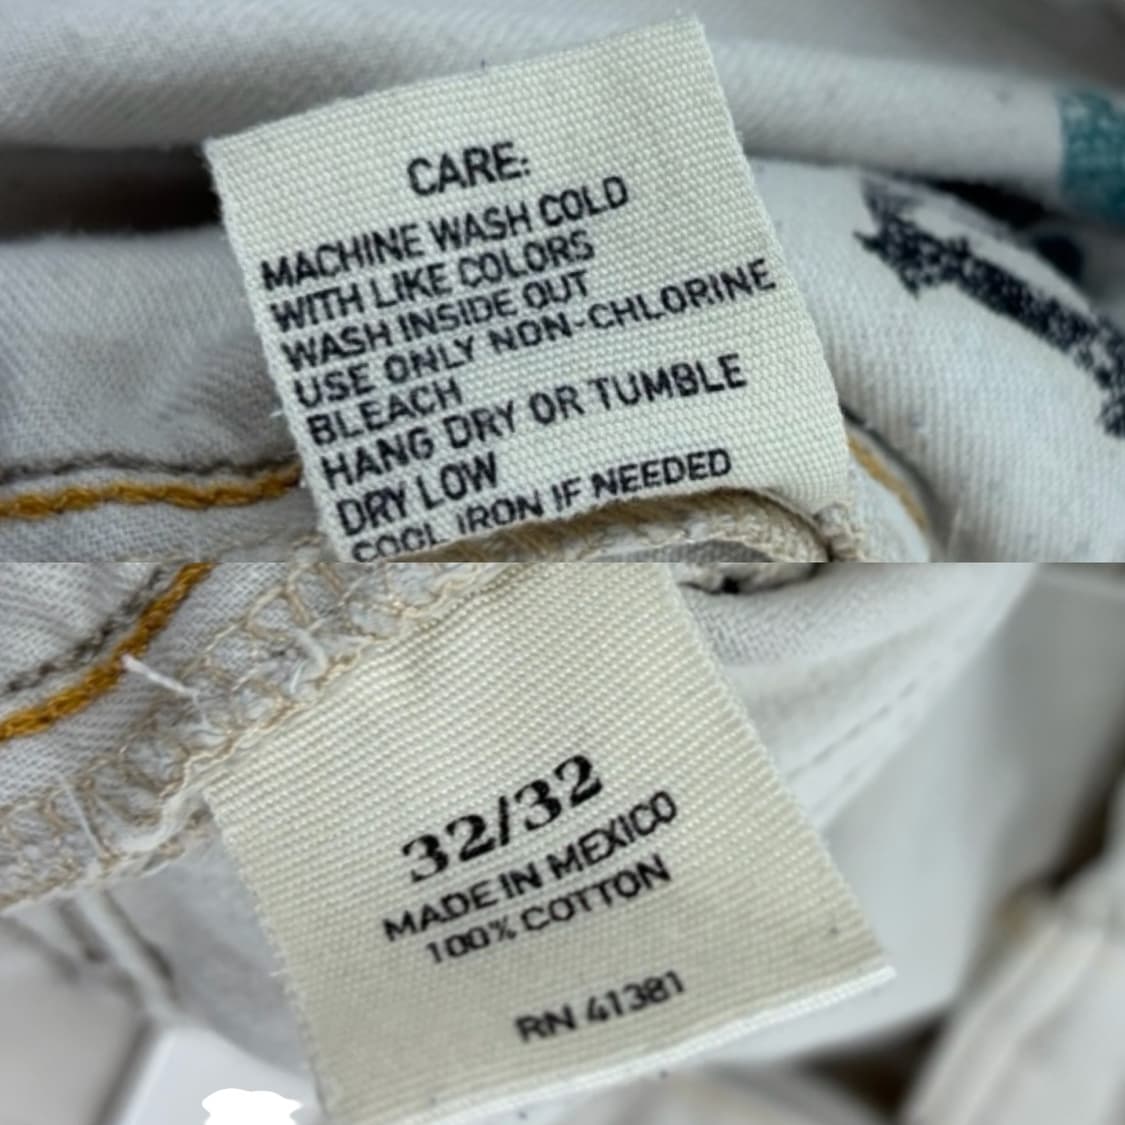 CARE:
MACHINE WASH COLD
WITH LIKE COLORS
WASH INSIDE OUT
USE ONLY NON-CHLORINE
BLEACH
HANG DRY OR TUMBLE
DRY LOW
COOL IRON IF NEEDED
32/32
MADE IN MEXICO
100% COTTON
RN 41381